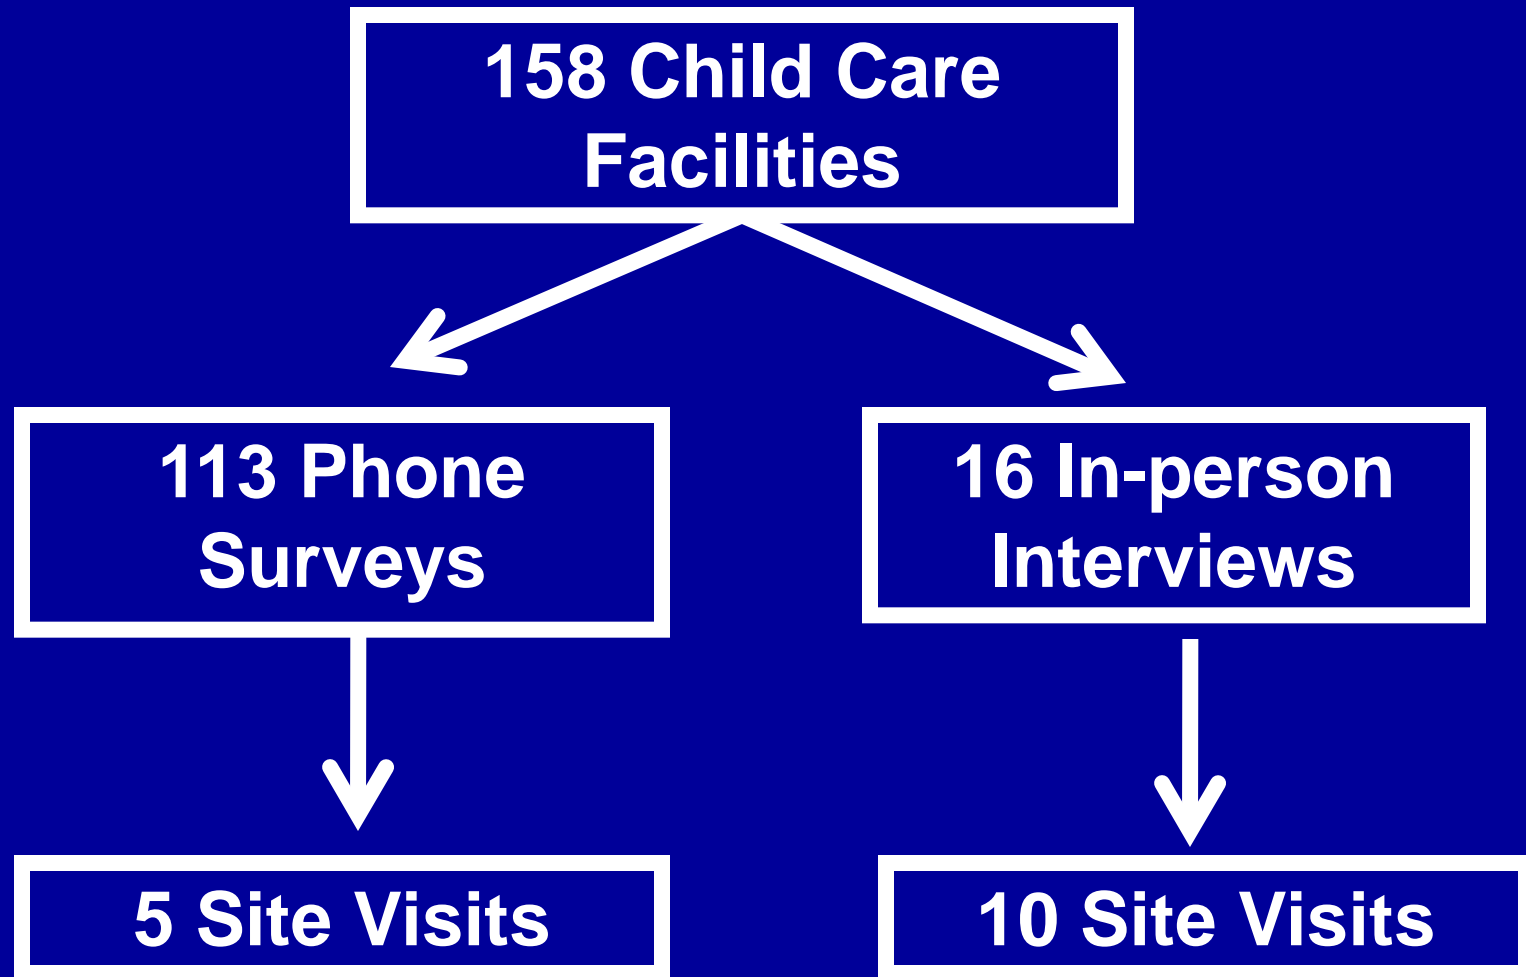 158 Child Care
Facilities
113 Phone
Surveys
16 In-person
Interviews
5 Site Visits
10 Site Visits